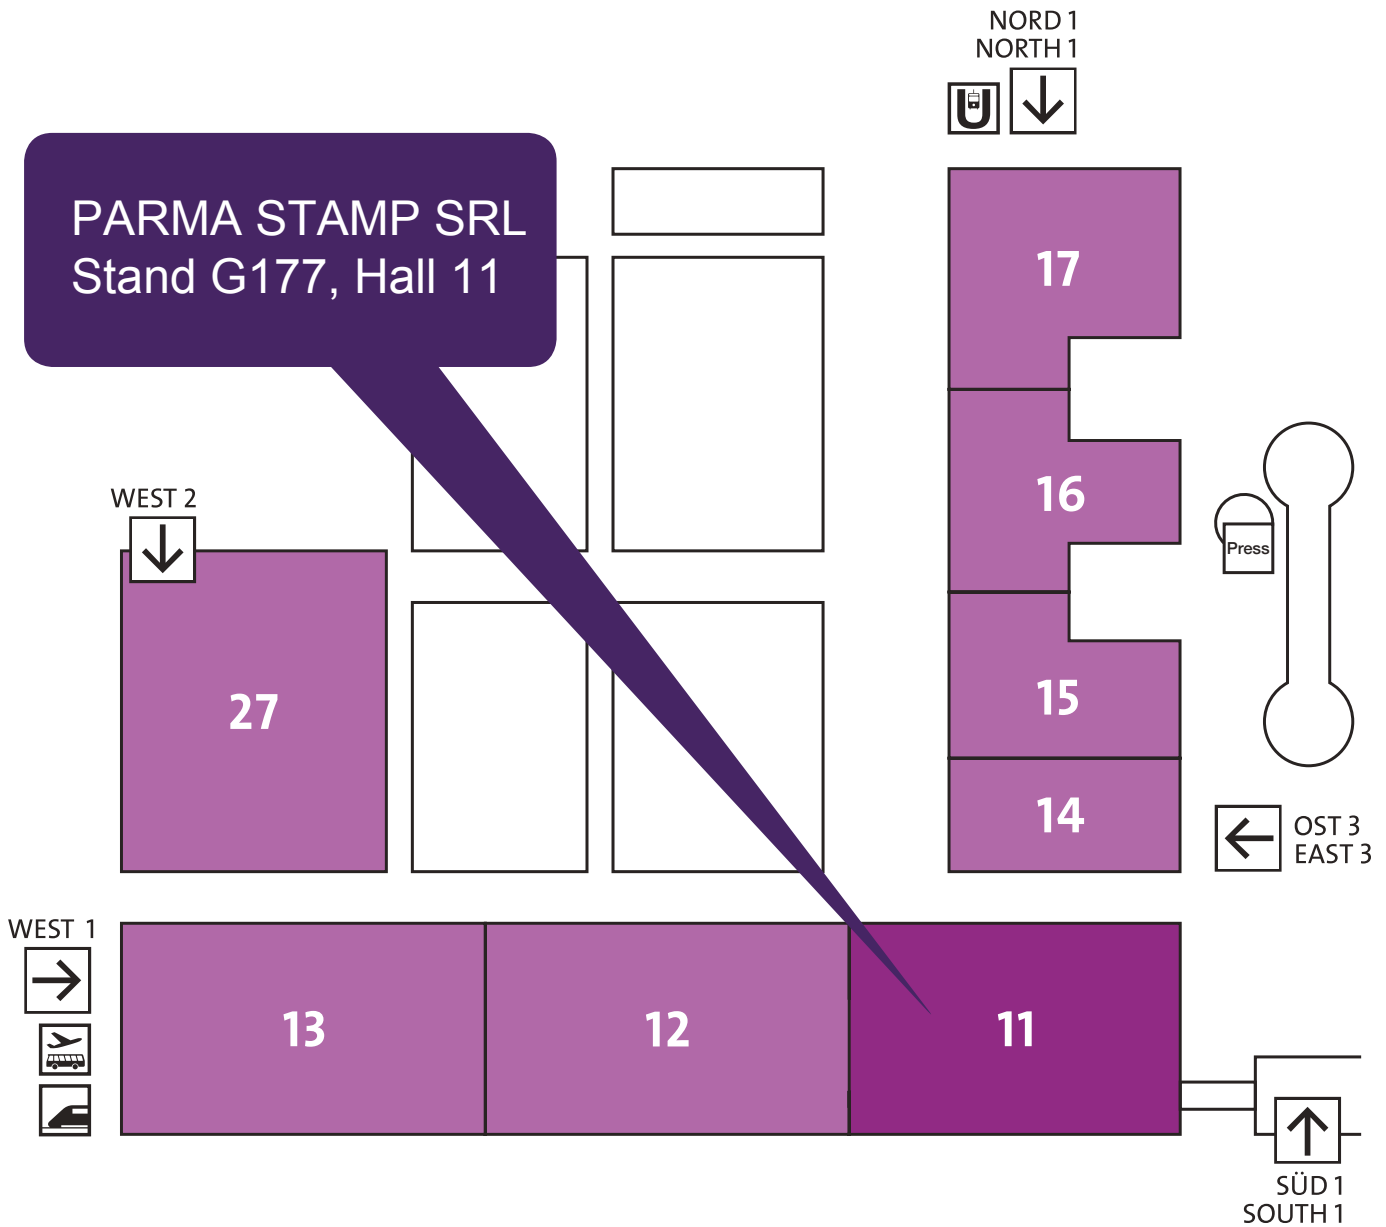 NORD 1
NORTH 1
U
PARMA STAMP SRL
Stand G177, Hall 11
17
16
WEST 2
Press
27
15
14
OST 3
EAST 3
WEST 1
13
12
11
SÜD 1
SOUTH 1